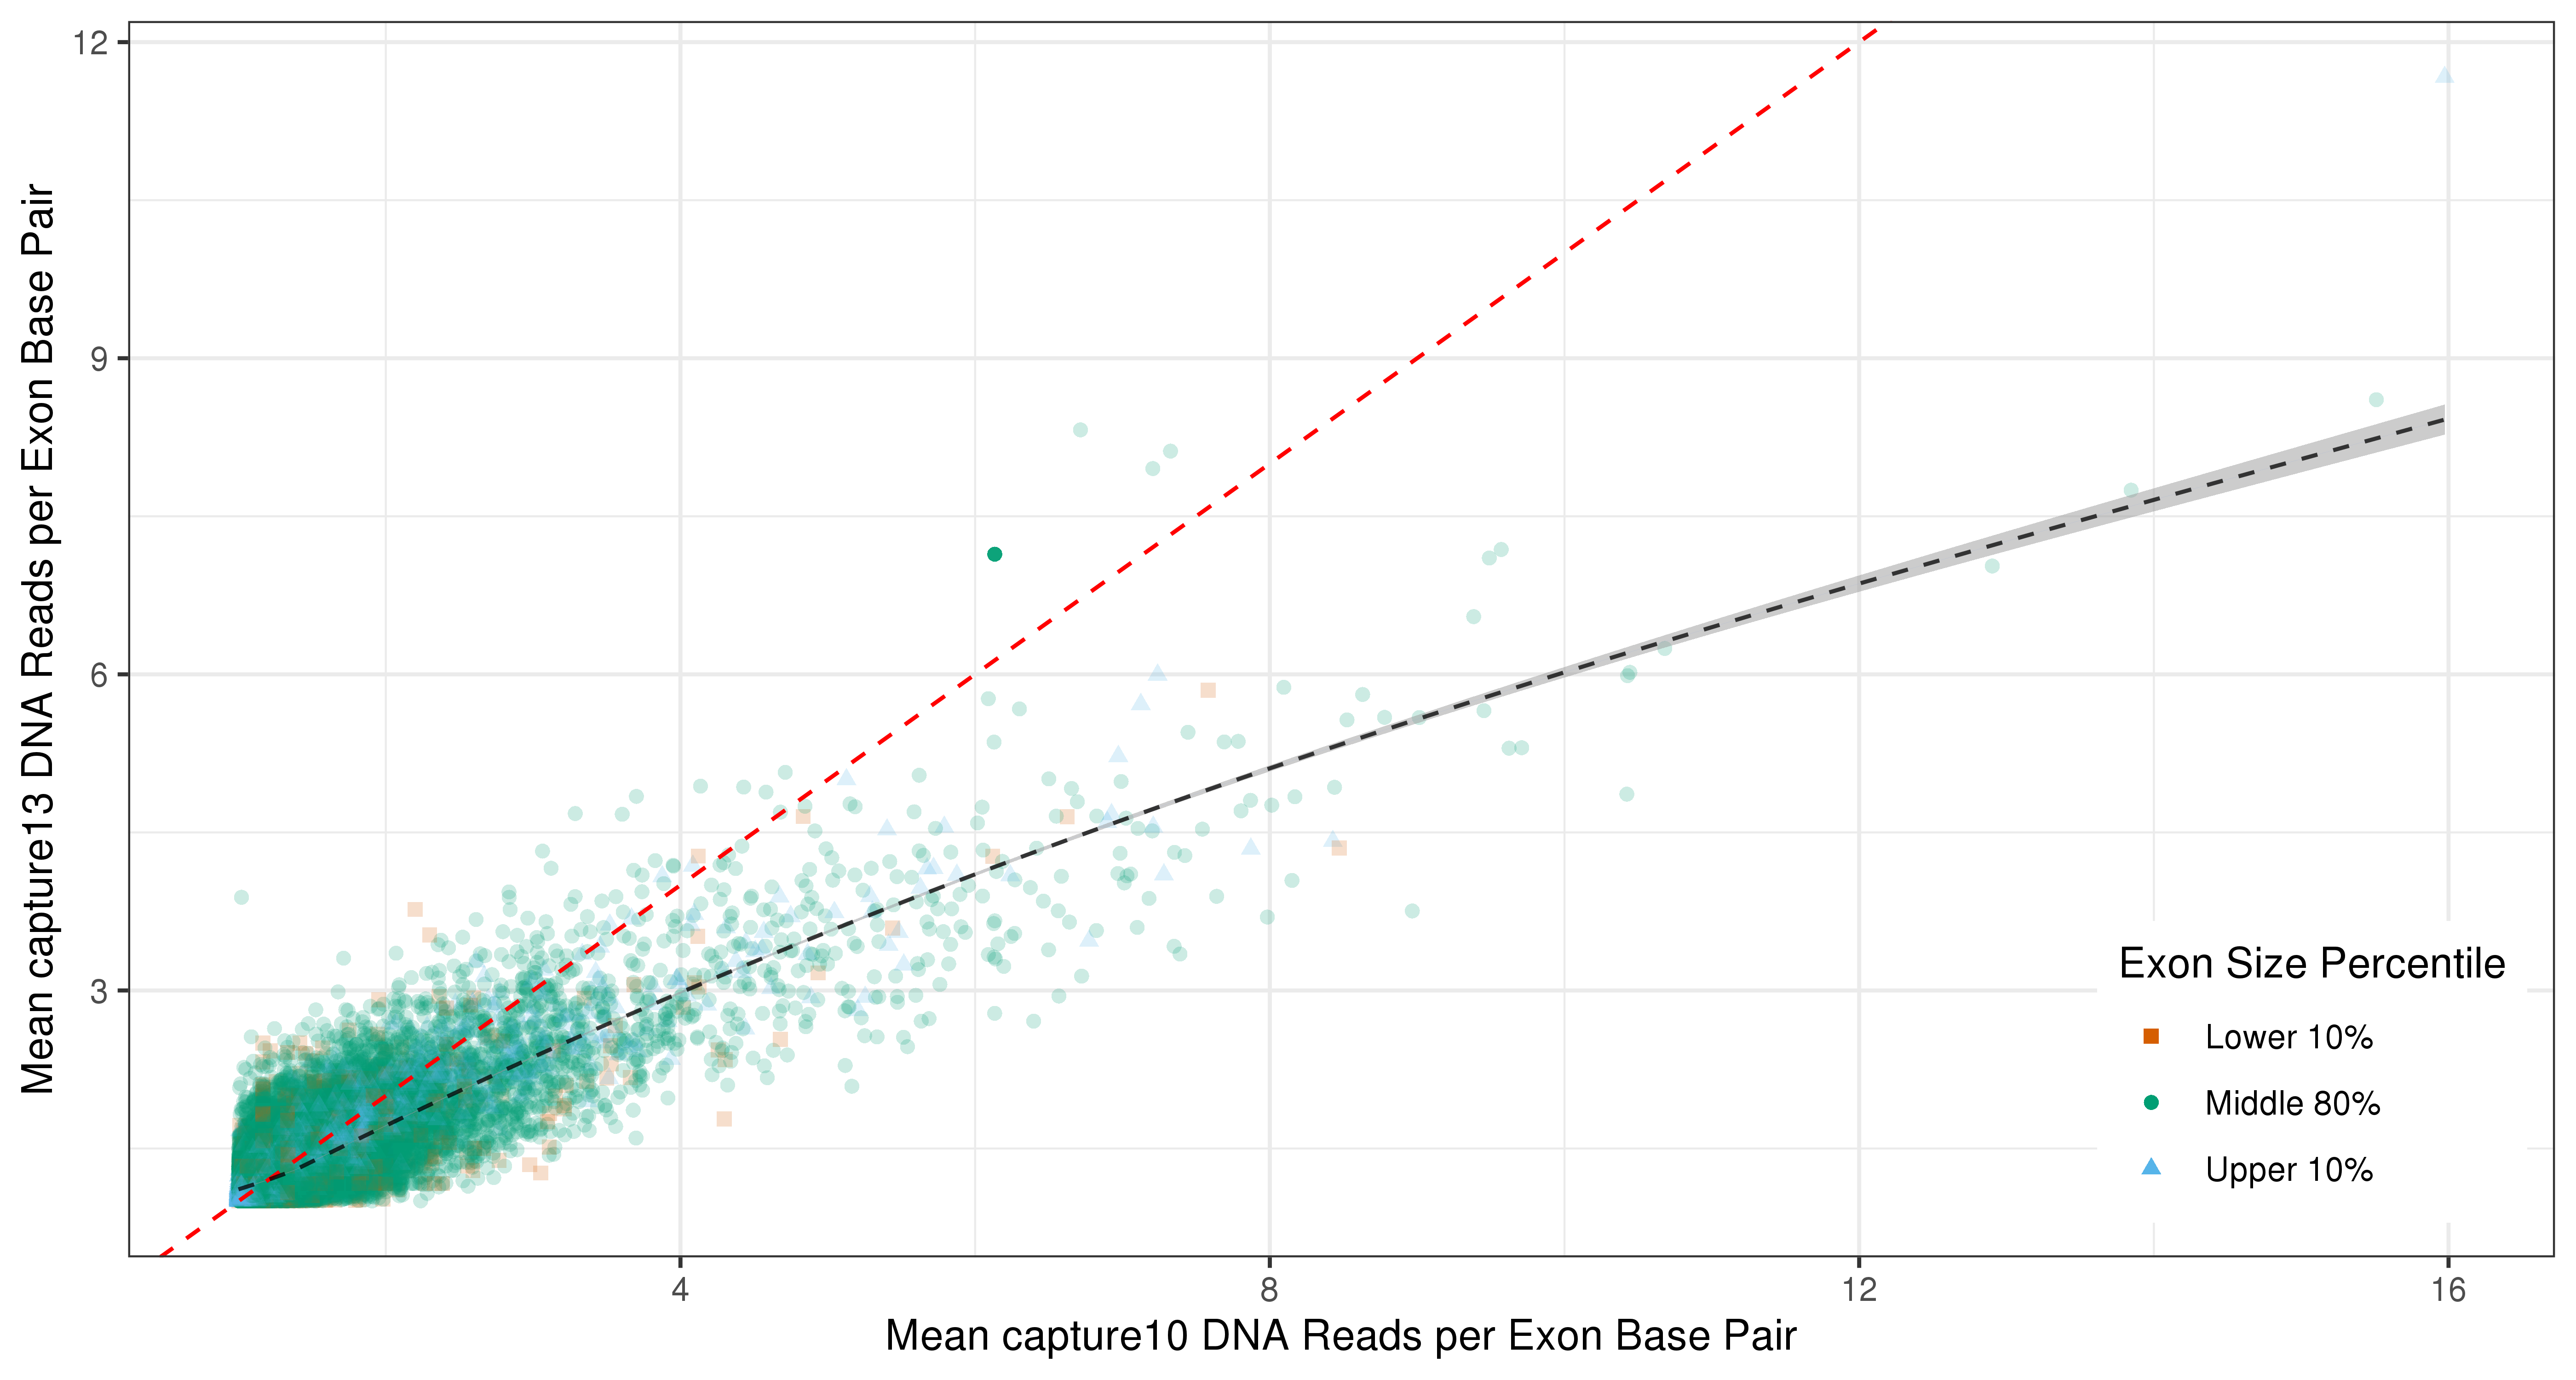 Mean capture13 DNA Reads per Exon Base Pair
12
9
6
3
4
8
12
16
Mean capture10 DNA Reads per Exon Base Pair
Exon Size Percentile
Lower 10%
Middle 80%
Upper 10%